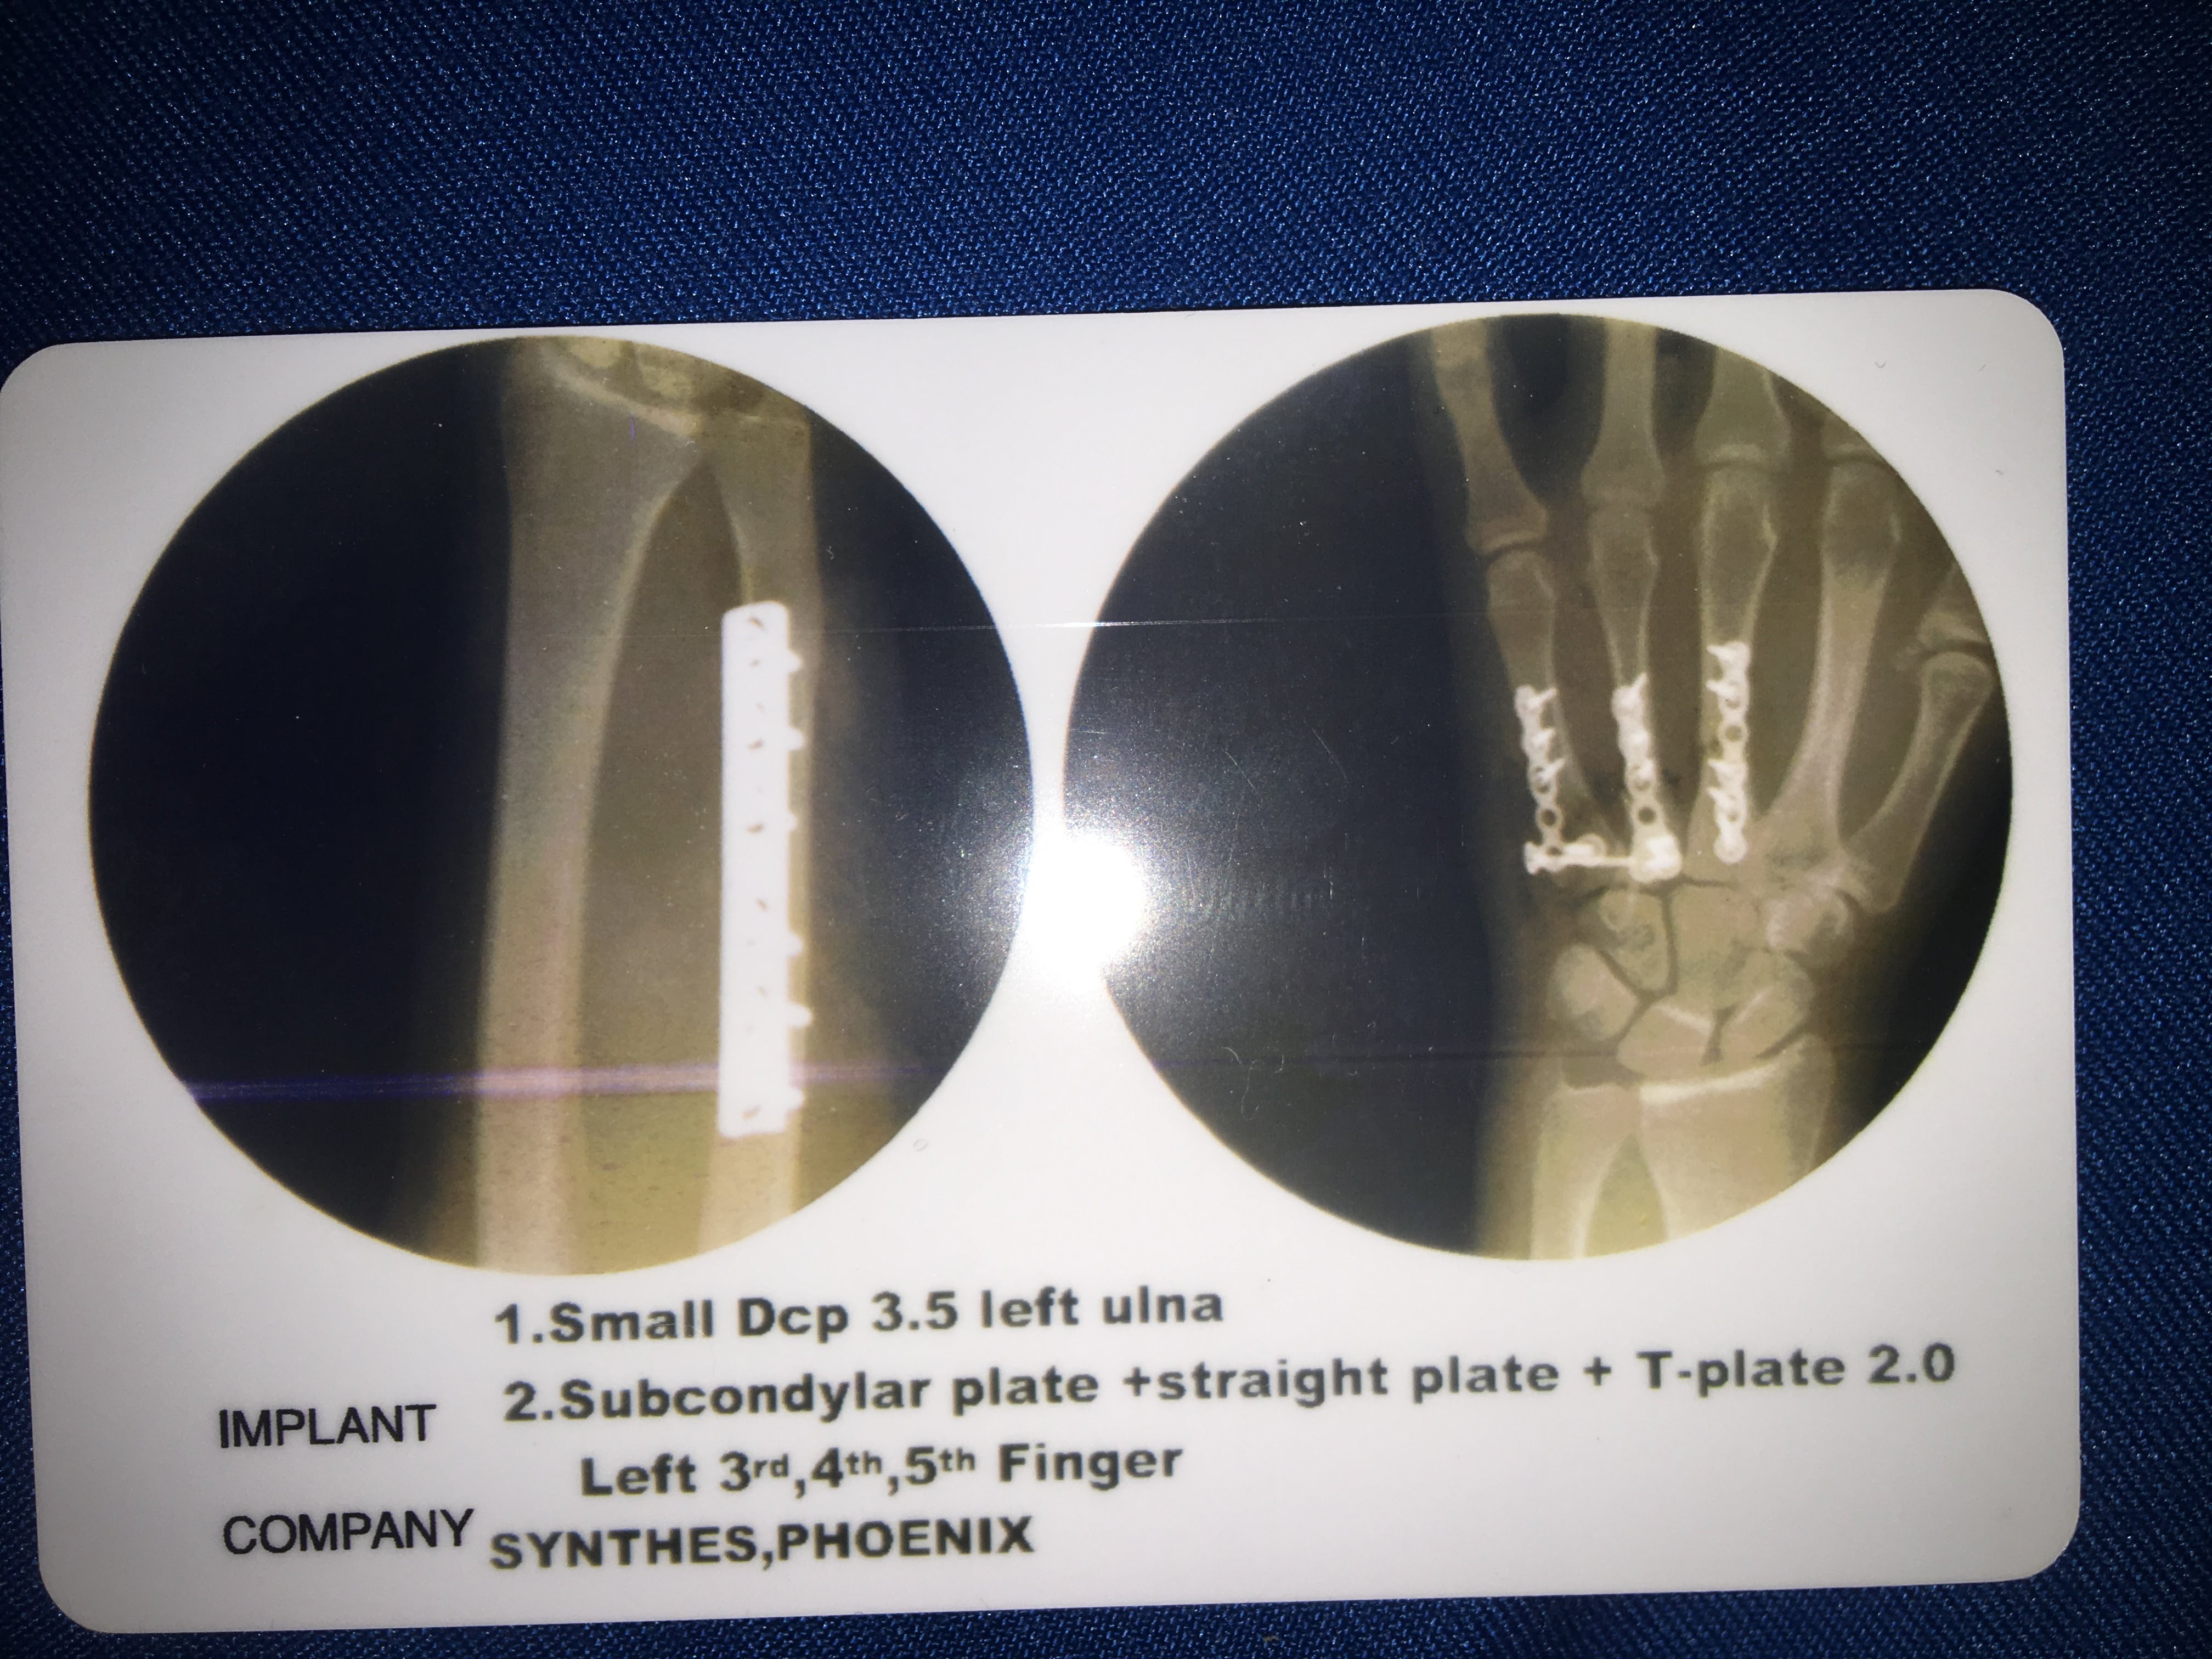 1.Small Dcp 3.5 left ulna
IMPLANT 2.Subcondylar plate +straight plate + T-plate 2.0
Left 3rd,4th,5th Finger
COMPANY SYNTHES,PHOENIX